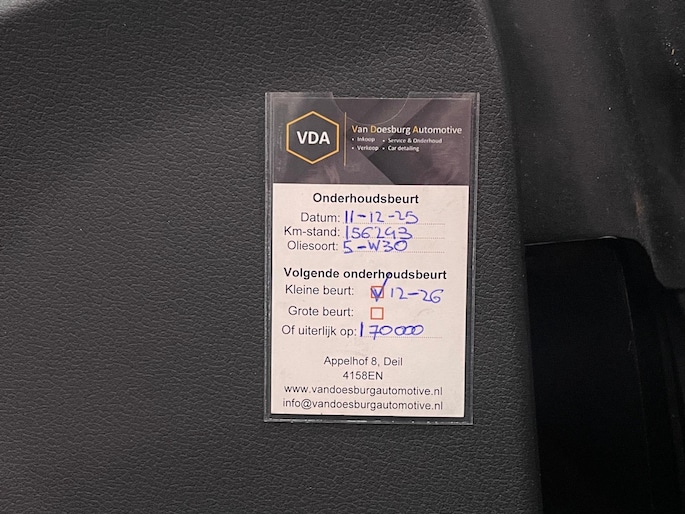 VDA
Van Doesburg Automotive
• Inkoop • Service & Onderhoud
• Verkoop • Car detailing
Onderhoudsbeurt
Datum: 11-12-25
Km-stand: 156293
Oliesoort: 5-W30
Volgende onderhoudsbeurt
Kleine beurt: 12-26
Grote beurt:
Of uiterlijk op: 170000
Appelhof 8, Deil
4158EN
www.vandoesburgautomotive.nl
info@vandoesburgautomotive.nl